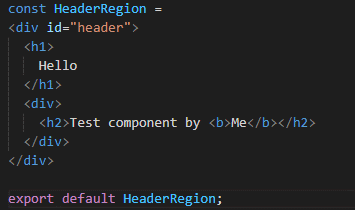 const HeaderRegion =
<div id="header">
  <h1>
    Hello
  </h1>
  <div>
    <h2>Test component by <b>Me</b></h2>
  </div>
</div>

export default HeaderRegion;